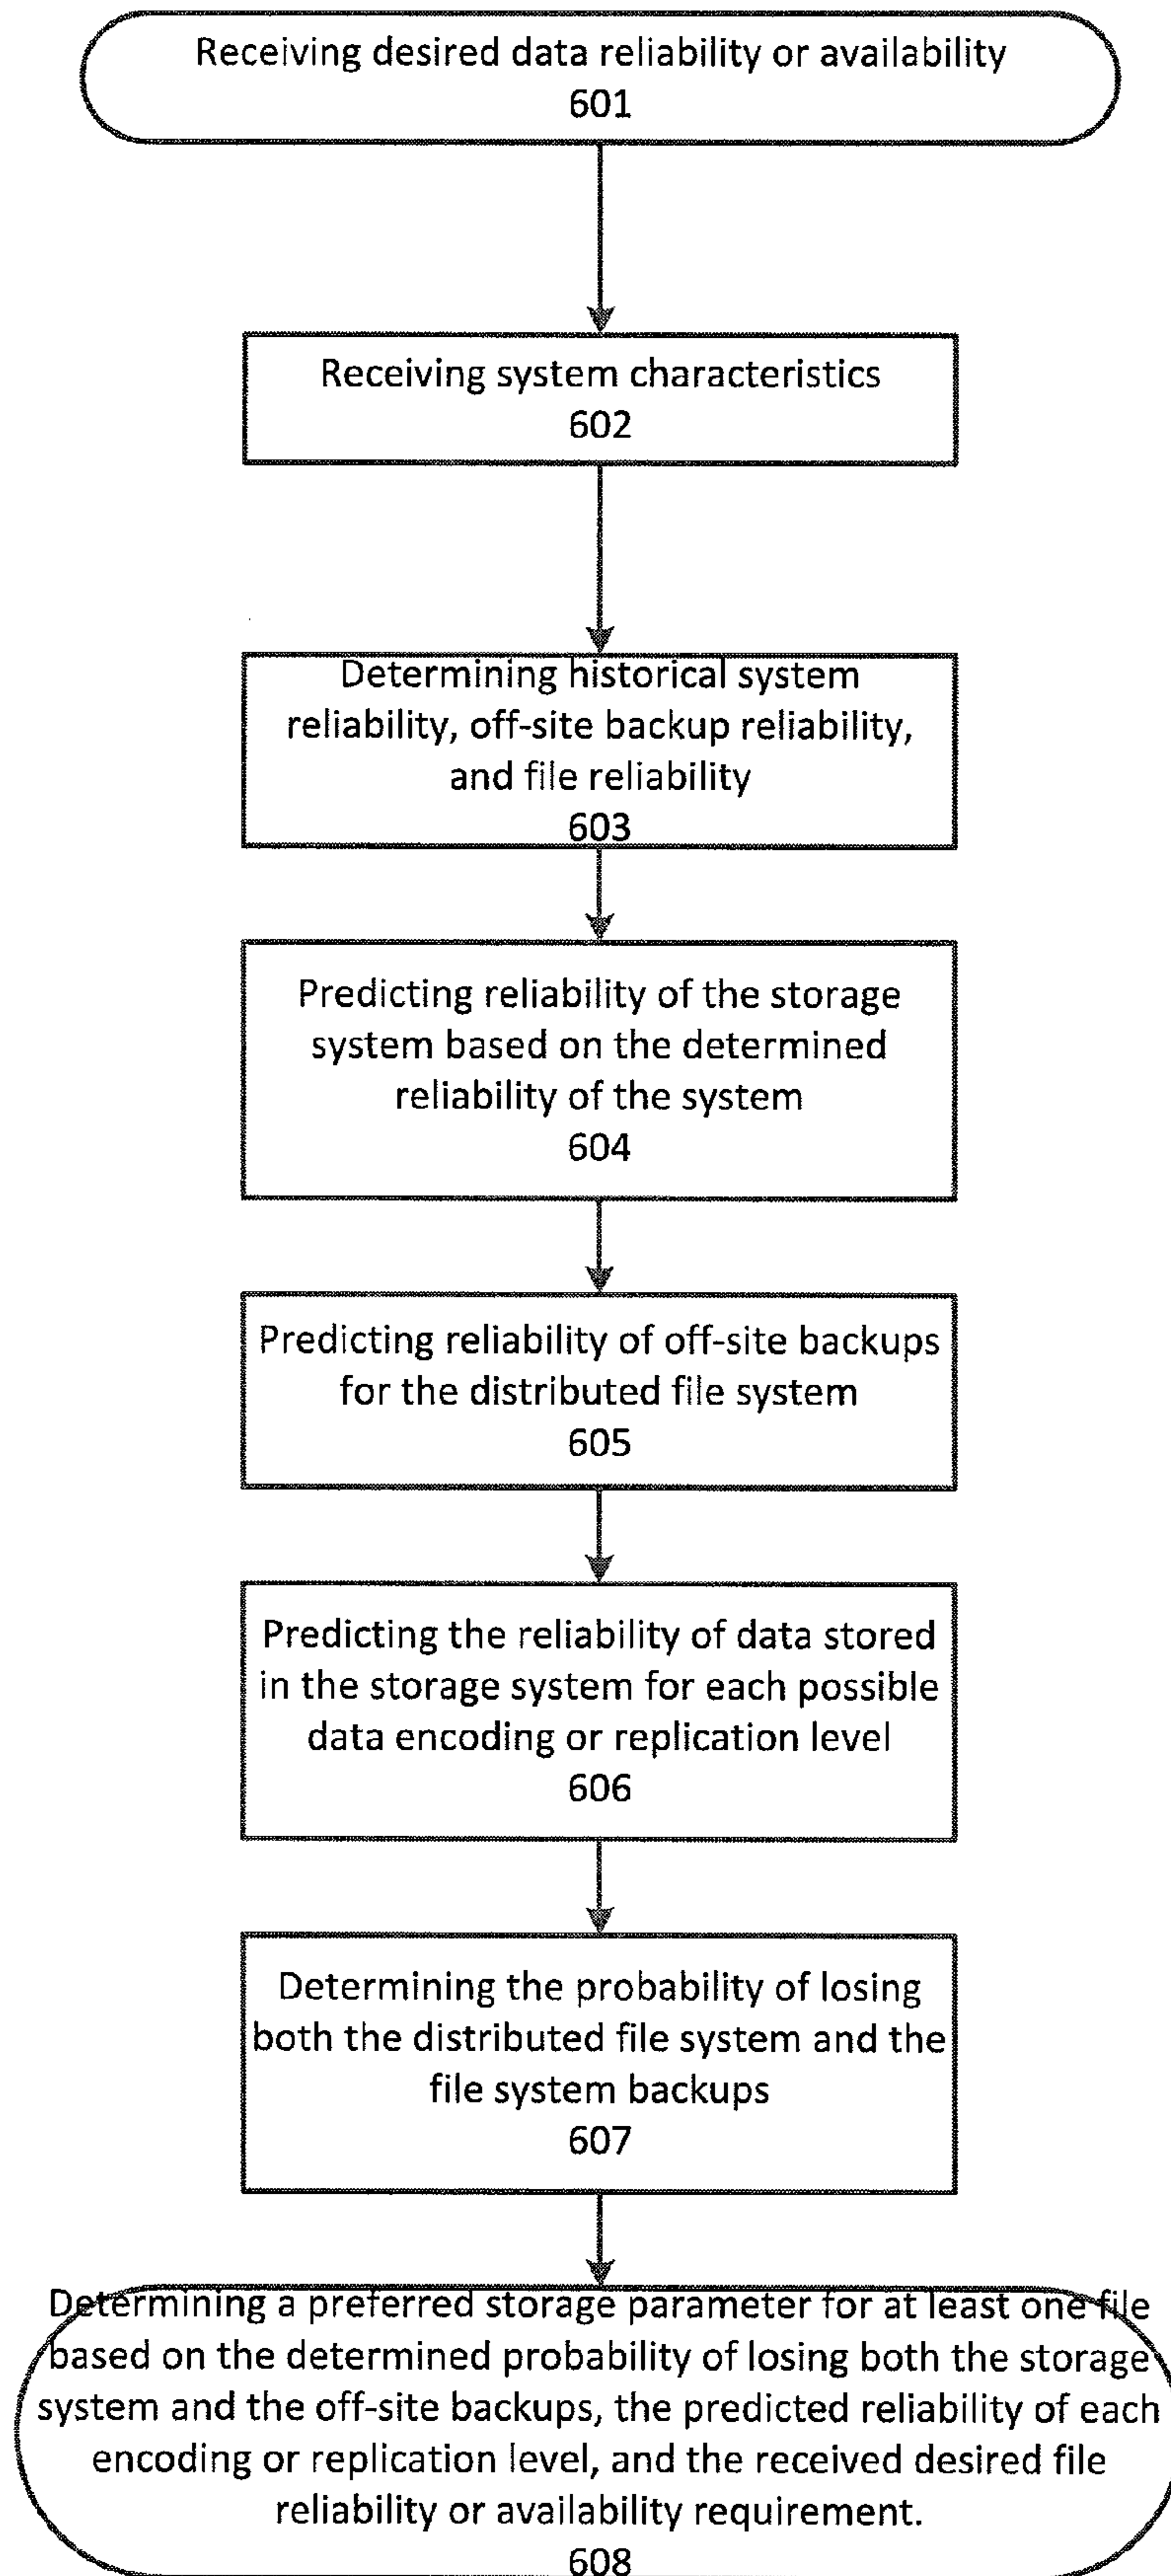 Receiving desired data reliability or availability
601
Receiving system characteristics
602
Determining historical system
reliability, off-site backup reliability,
and file reliability
603
Predicting reliability of the storage
system based on the determined
reliability of the system
604
Predicting reliability of off-site backups
for the distributed file system
605
Predicting the reliability of data stored
in the storage system for each possible
data encoding or replication level
606
Determining the probability of losing
both the distributed file system and the
file system backups
607
Determining a preferred storage parameter for at least one file
based on the determined probability of losing both the storage
system and the off-site backups, the predicted reliability of each
encoding or replication level, and the received desired file
reliability or availability requirement.
608